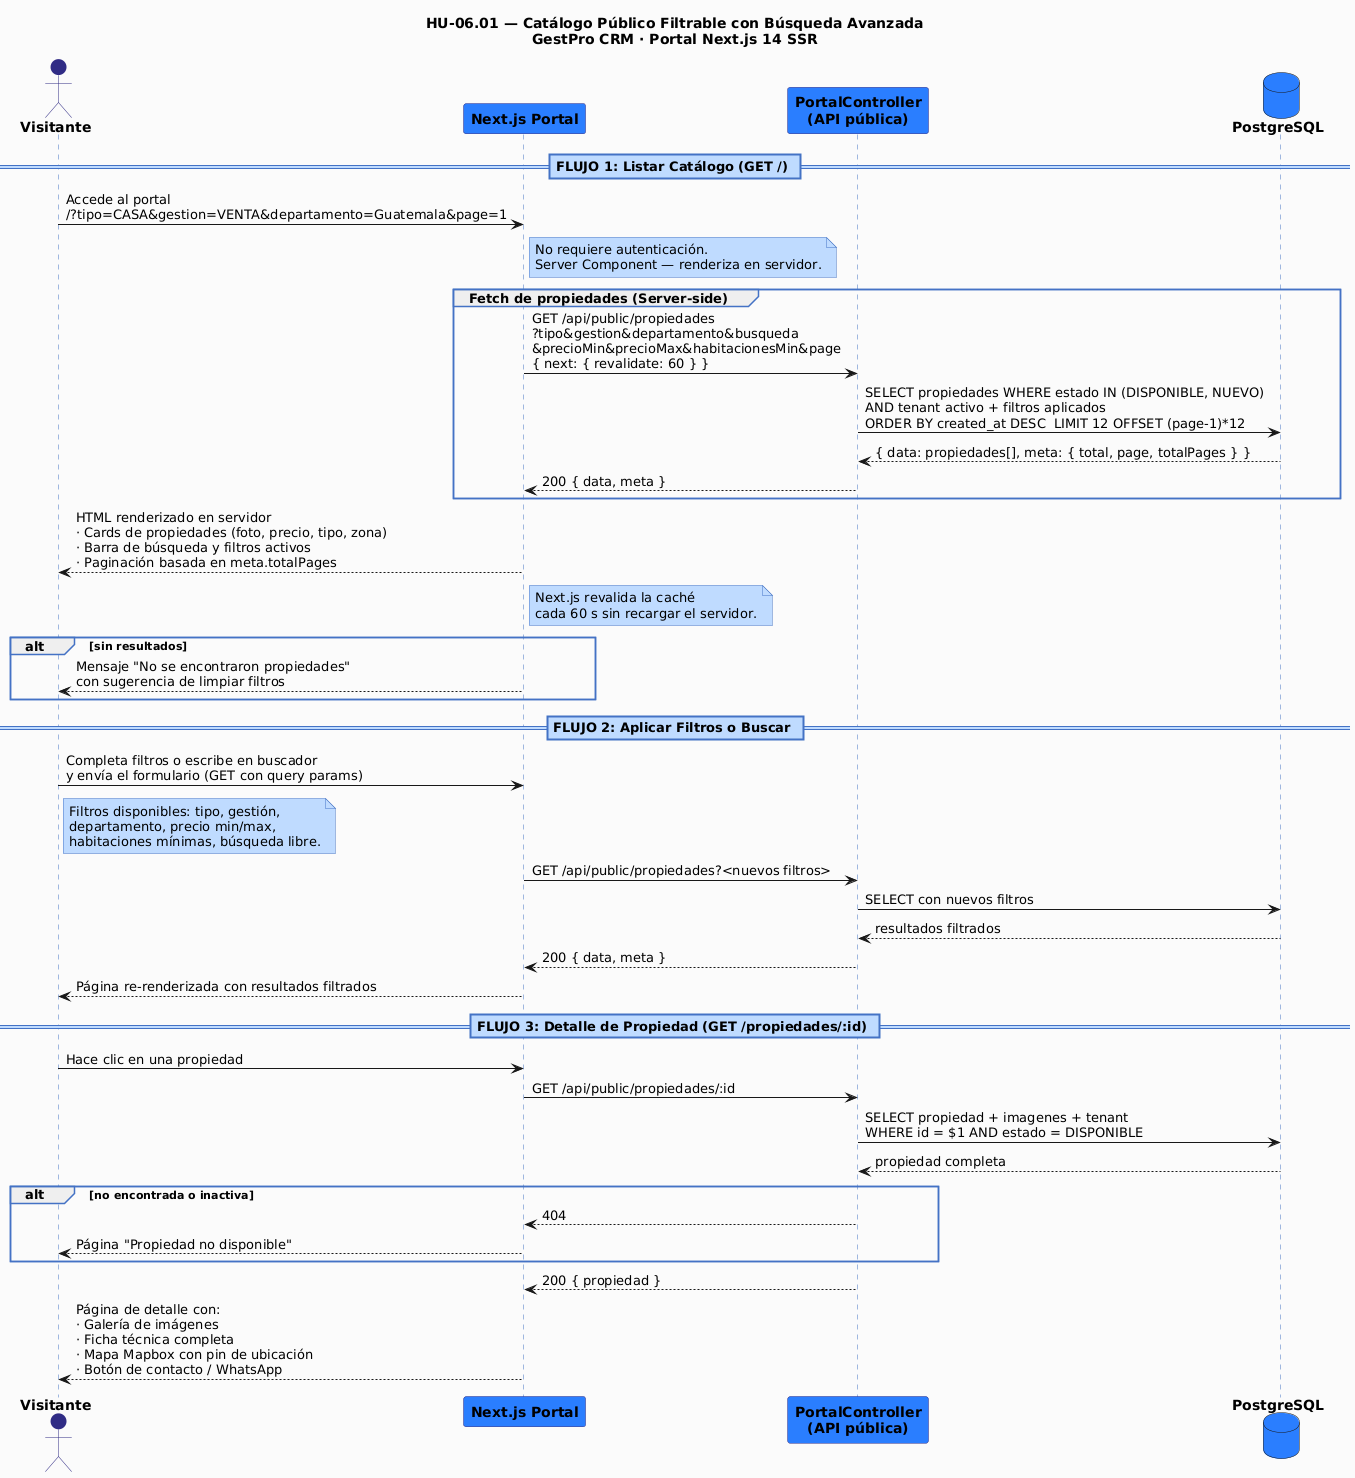 HU-06.01 — Catálogo Público Filtrable con Búsqueda Avanzada
GestPro CRM · Portal Next.js 14 SSR
Visitante
Next.js Portal
PortalController
(API pública)
PostgreSQL
FLUJO 1: Listar Catálogo (GET /)
Accede al portal
/?tipo=CASA&gestion=VENTA&departamento=Guatemala&page=1
No requiere autenticación.
Server Component — renderiza en servidor.
Fetch de propiedades (Server-side)
GET /api/public/propiedades
?tipo&gestion&departamento&busqueda
&precioMin&precioMax&habitacionesMin&page
{ next: { revalidate: 60 } }
SELECT propiedades WHERE estado IN (DISPONIBLE, NUEVO)
AND tenant activo + filtros aplicados
ORDER BY created_at DESC  LIMIT 12 OFFSET (page-1)*12
{ data: propiedades[], meta: { total, page, totalPages } }
200 { data, meta }
HTML renderizado en servidor
· Cards de propiedades (foto, precio, tipo, zona)
· Barra de búsqueda y filtros activos
· Paginación basada en meta.totalPages
Next.js revalida la caché
cada 60 s sin recargar el servidor.
alt [sin resultados]
Mensaje "No se encontraron propiedades"
con sugerencia de limpiar filtros
FLUJO 2: Aplicar Filtros o Buscar
Completa filtros o escribe en buscador
y envía el formulario (GET con query params)
Filtros disponibles: tipo, gestión,
departamento, precio min/max,
habitaciones mínimas, búsqueda libre.
GET /api/public/propiedades?<nuevos filtros>
SELECT con nuevos filtros
resultados filtrados
200 { data, meta }
Página re-renderizada con resultados filtrados
FLUJO 3: Detalle de Propiedad (GET /propiedades/:id)
Hace clic en una propiedad
GET /api/public/propiedades/:id
SELECT propiedad + imagenes + tenant
WHERE id = $1 AND estado = DISPONIBLE
propiedad completa
alt [no encontrada o inactiva]
404
Página "Propiedad no disponible"
200 { propiedad }
Página de detalle con:
· Galería de imágenes
· Ficha técnica completa
· Mapa Mapbox con pin de ubicación
· Botón de contacto / WhatsApp
Visitante
Next.js Portal
PortalController
(API pública)
PostgreSQL